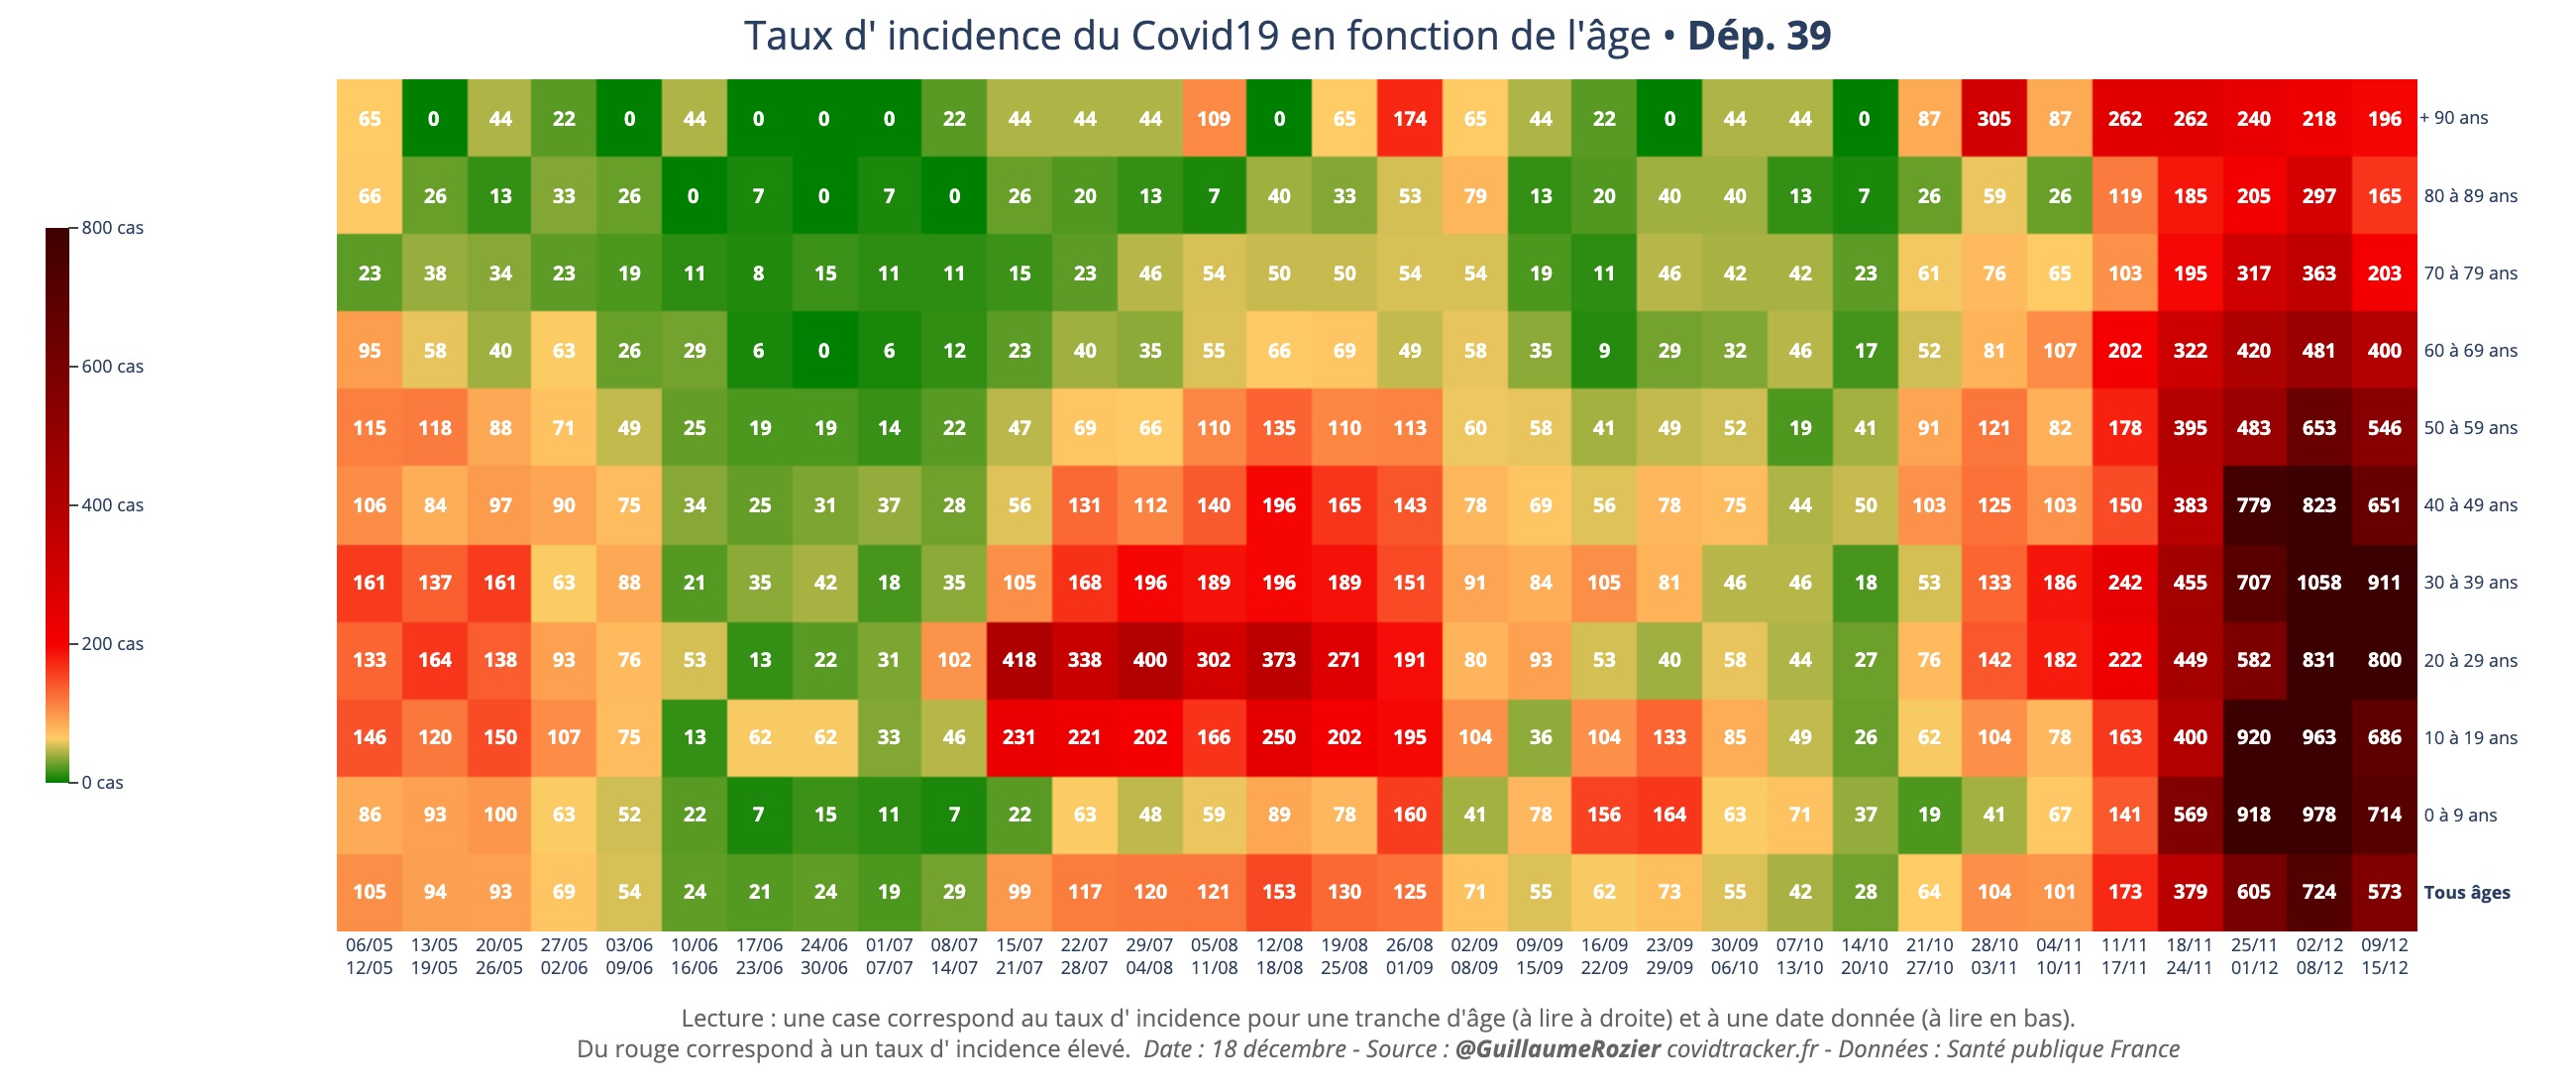 Taux d' incidence du Covid19 en fonction de l'âge • Dép. 39
800 cas
600 cas
400 cas
200 cas
0 cas
65 0 44 22 0 44 0 0 0 22 44 44 44 109 0 65 174 65 44 22 0 44 44 0 87 305 87 262 262 240 218 196 + 90 ans
66 26 13 33 26 0 7 0 7 0 26 20 13 7 40 33 53 79 13 20 40 40 13 7 26 59 26 119 185 205 297 165 80 à 89 ans
23 38 34 23 19 11 8 15 11 11 15 23 46 54 50 50 54 54 19 11 46 42 42 23 61 76 65 103 195 317 363 203 70 à 79 ans
95 58 40 63 26 29 6 0 6 12 23 40 35 55 66 69 49 58 35 9 29 32 46 17 52 81 107 202 322 420 481 400 60 à 69 ans
115 118 88 71 49 25 19 19 14 22 47 69 66 110 135 110 113 60 58 41 49 52 19 41 91 121 82 178 395 483 653 546 50 à 59 ans
106 84 97 90 75 34 25 31 37 28 56 131 112 140 196 165 143 78 69 56 78 75 44 50 103 125 103 150 383 779 823 651 40 à 49 ans
161 137 161 63 88 21 35 42 18 35 105 168 196 189 196 189 151 91 84 105 81 46 46 18 53 133 186 242 455 707 1058 911 30 à 39 ans
133 164 138 93 76 53 13 22 31 102 418 338 400 302 373 271 191 80 93 53 40 58 44 27 76 142 182 222 449 582 831 800 20 à 29 ans
146 120 150 107 75 13 62 62 33 46 231 221 202 166 250 202 195 104 36 104 133 85 49 26 62 104 78 163 400 920 963 686 10 à 19 ans
86 93 100 63 52 22 7 15 11 7 22 63 48 59 89 78 160 41 78 156 164 63 71 37 19 41 67 141 569 918 978 714 0 à 9 ans
105 94 93 69 54 24 21 24 19 29 99 117 120 121 153 130 125 71 55 62 73 55 42 28 64 104 101 173 379 605 724 573 Tous âges
06/05 13/05 20/05 27/05 03/06 10/06 17/06 24/06 01/07 08/07 15/07 22/07 29/07 05/08 12/08 19/08 26/08 02/09 09/09 16/09 23/09 30/09 07/10 14/10 21/10 28/10 04/11 11/11 18/11 25/11 02/12 09/12
12/05 19/05 26/05 02/06 09/06 16/06 23/06 30/06 07/07 14/07 21/07 28/07 04/08 11/08 18/08 25/08 01/09 08/09 15/09 22/09 29/09 06/10 13/10 20/10 27/10 03/11 10/11 17/11 24/11 01/12 08/12 15/12
Lecture : une case correspond au taux d' incidence pour une tranche d'âge (à lire à droite) et à une date donnée (à lire en bas).
Du rouge correspond à un taux d' incidence élevé. Date : 18 décembre - Source : @GuillaumeRozier covidtracker.fr - Données : Santé publique France